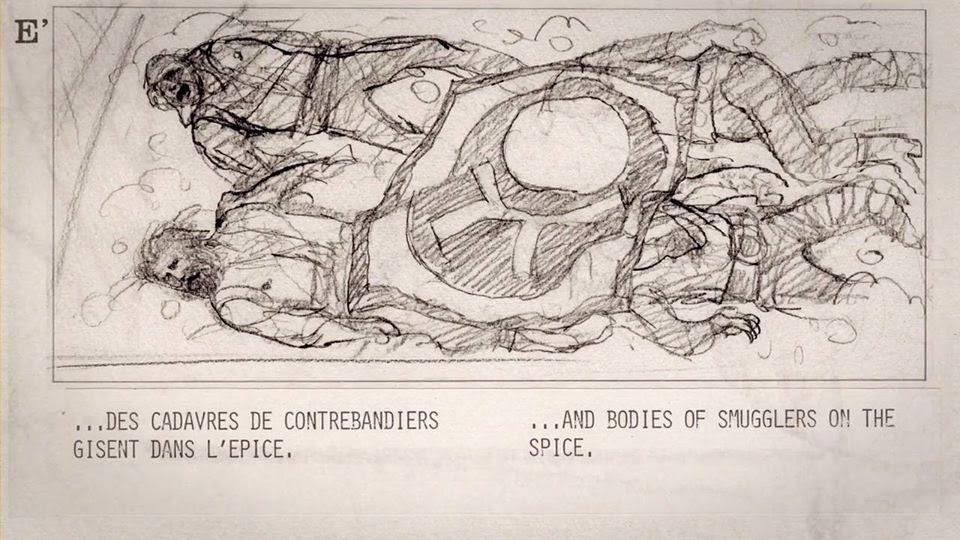 E'
...DES CADAVRES DE CONTREBANDIERS
GISENT DANS L'EPICE.
...AND BODIES OF SMUGGLERS ON THE
SPICE.